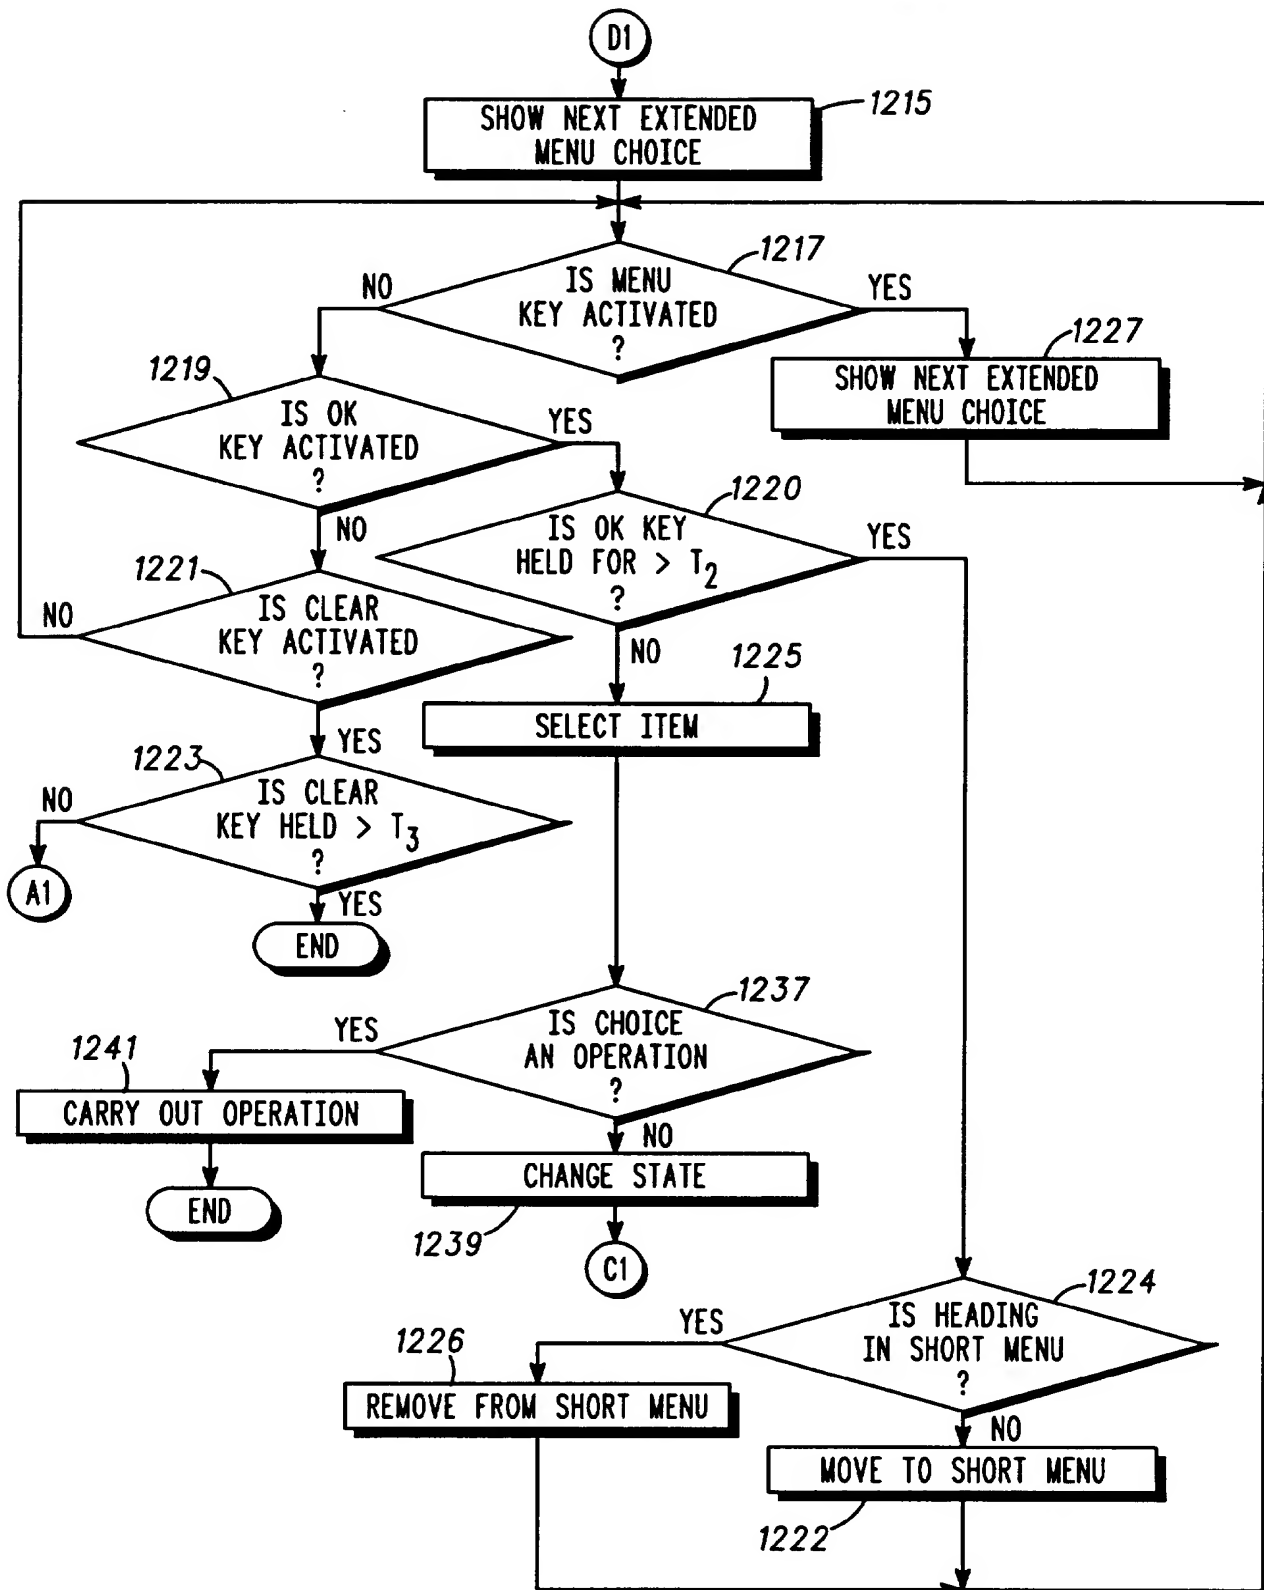 D1
1215
SHOW NEXT EXTENDED
MENU CHOICE
1217
IS MENU
KEY ACTIVATED
?
NO
YES
1227
SHOW NEXT EXTENDED
MENU CHOICE
1219
IS OK
KEY ACTIVATED
?
YES
NO
1220
IS OK KEY
HELD FOR > T2
?
YES
NO
1221
IS CLEAR
KEY ACTIVATED
?
NO
YES
1225
SELECT ITEM
1223
IS CLEAR
KEY HELD > T3
?
NO
A1
YES
END
1237
IS CHOICE
AN OPERATION
?
YES
NO
1241
CARRY OUT OPERATION
END
CHANGE STATE
1239
C1
1224
IS HEADING
IN SHORT MENU
?
YES
NO
1226
REMOVE FROM SHORT MENU
MOVE TO SHORT MENU
1222